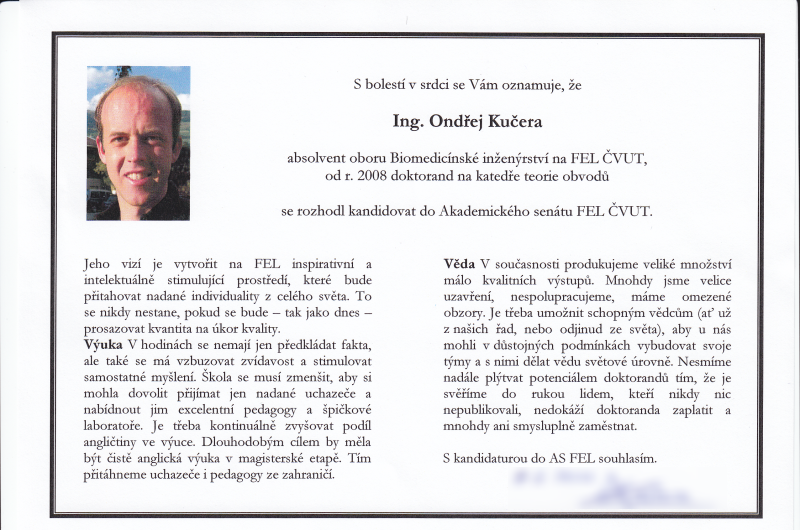 S bolestí v srdci se Vám oznamuje, že
Ing. Ondřej Kučera
absolvent oboru Biomedicínské inženýrství na FEL ČVUT,
od r. 2008 doktorand na katedře teorie obvodů
se rozhodl kandidovat do Akademického senátu FEL ČVUT.
Jeho vizí je vytvořit na FEL inspirativní a
intelektuálně stimulující prostředí, které bude
přitahovat nadané individuality z celého světa. To
se nikdy nestane, pokud se bude – tak jako dnes –
prosazovat kvantita na úkor kvality.
Výuka V hodinách se nemají jen předkládat fakta,
ale také se má vzbuzovat zvídavost a stimulovat
samostatné myšlení. Škola se musí zmenšit, aby si
mohla dovolit přijímat jen nadané uchazeče a
nabídnout jim excelentní pedagogy a špičkové
laboratoře. Je třeba kontinuálně zvyšovat podíl
angličtiny ve výuce. Dlouhodobým cílem by měla
být čistě anglická výuka v magisterské etapě. Tím
přitáhneme uchazeče i pedagogy ze zahraničí.
Věda V současnosti produkujeme veliké množství
málo kvalitních výstupů. Mnohdy jsme velice
uzavření, nespolupracujeme, máme omezené
obzory. Je třeba umožnit schopným vědcům (ať už
z našich řad, nebo odjinud ze světa), aby u nás
mohli v důstojných podmínkách vybudovat svoje
týmy a s nimi dělat vědu světové úrovně. Nesmíme
nadále plýtvat potenciálem doktorandů tím, že je
svěříme do rukou lidem, kteří nikdy nic
nepublikovali, nedokáží doktoranda zaplatit a
mnohdy ani smysluplně zaměstnat.
S kandidaturou do AS FEL souhlasím.